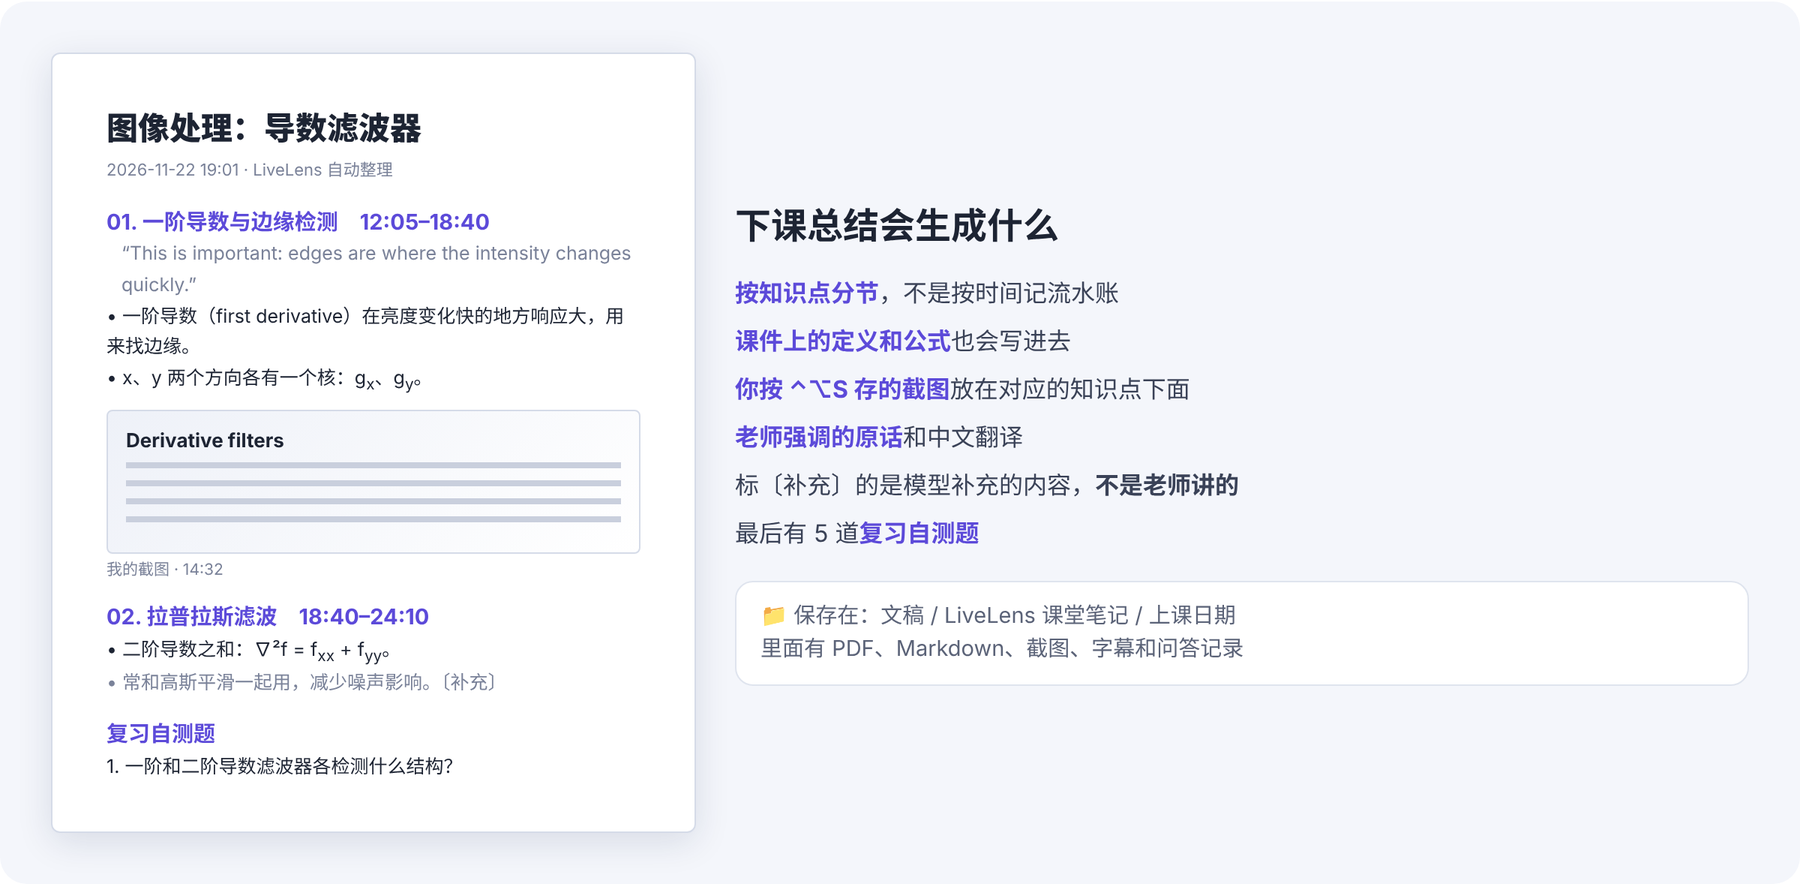 图像处理：导数滤波器
2026-11-22 19:01 · LiveLens 自动整理
01. 一阶导数与边缘检测 12:05–18:40
“This is important: edges are where the intensity changes
quickly.”
• 一阶导数（first derivative）在亮度变化快的地方响应大，用
来找边缘。
• x、y 两个方向各有一个核：gx、gy。
Derivative filters
我的截图 · 14:32
02. 拉普拉斯滤波 18:40–24:10
• 二阶导数之和：∇²f = fxx + fyy。
• 常和高斯平滑一起用，减少噪声影响。〔补充〕
复习自测题
1. 一阶和二阶导数滤波器各检测什么结构？
下课总结会生成什么
按知识点分节，不是按时间记流水账
课件上的定义和公式也会写进去
你按 ⌃⌥S 存的截图放在对应的知识点下面
老师强调的原话和中文翻译
标〔补充〕的是模型补充的内容，不是老师讲的
最后有 5 道复习自测题
📁 保存在：文稿 / LiveLens 课堂笔记 / 上课日期
里面有 PDF、Markdown、截图、字幕和问答记录